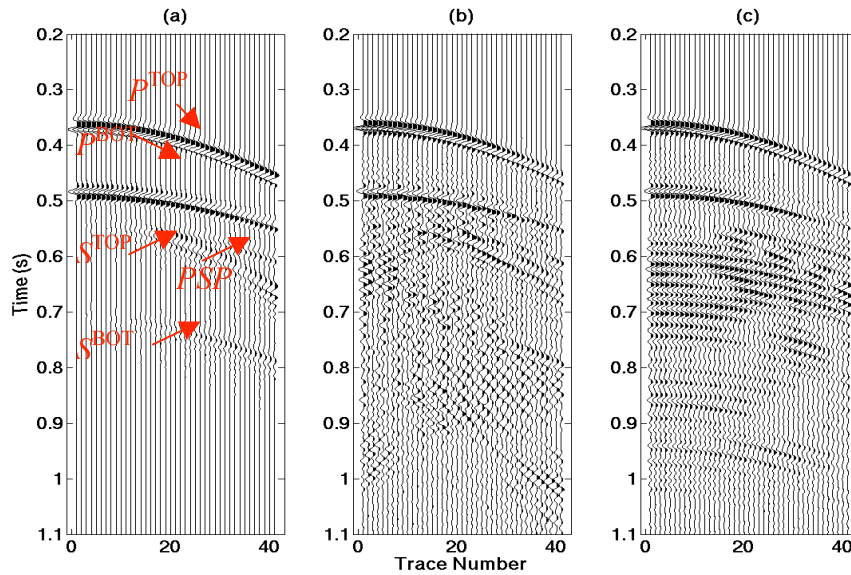 (a) (b) (c)
0.2 0.2 0.2
P^TOP
0.3 0.3 0.3
P^BOT
0.4 0.4 0.4
0.5 0.5 0.5
S^TOP
0.6 0.6 0.6
PSP
Time (s)
0.7 0.7 0.7
S^BOT
0.8 0.8 0.8
0.9 0.9 0.9
1 1 1
1.1 1.1 1.1
0 20 40 0 20 40 0 20 40
Trace Number